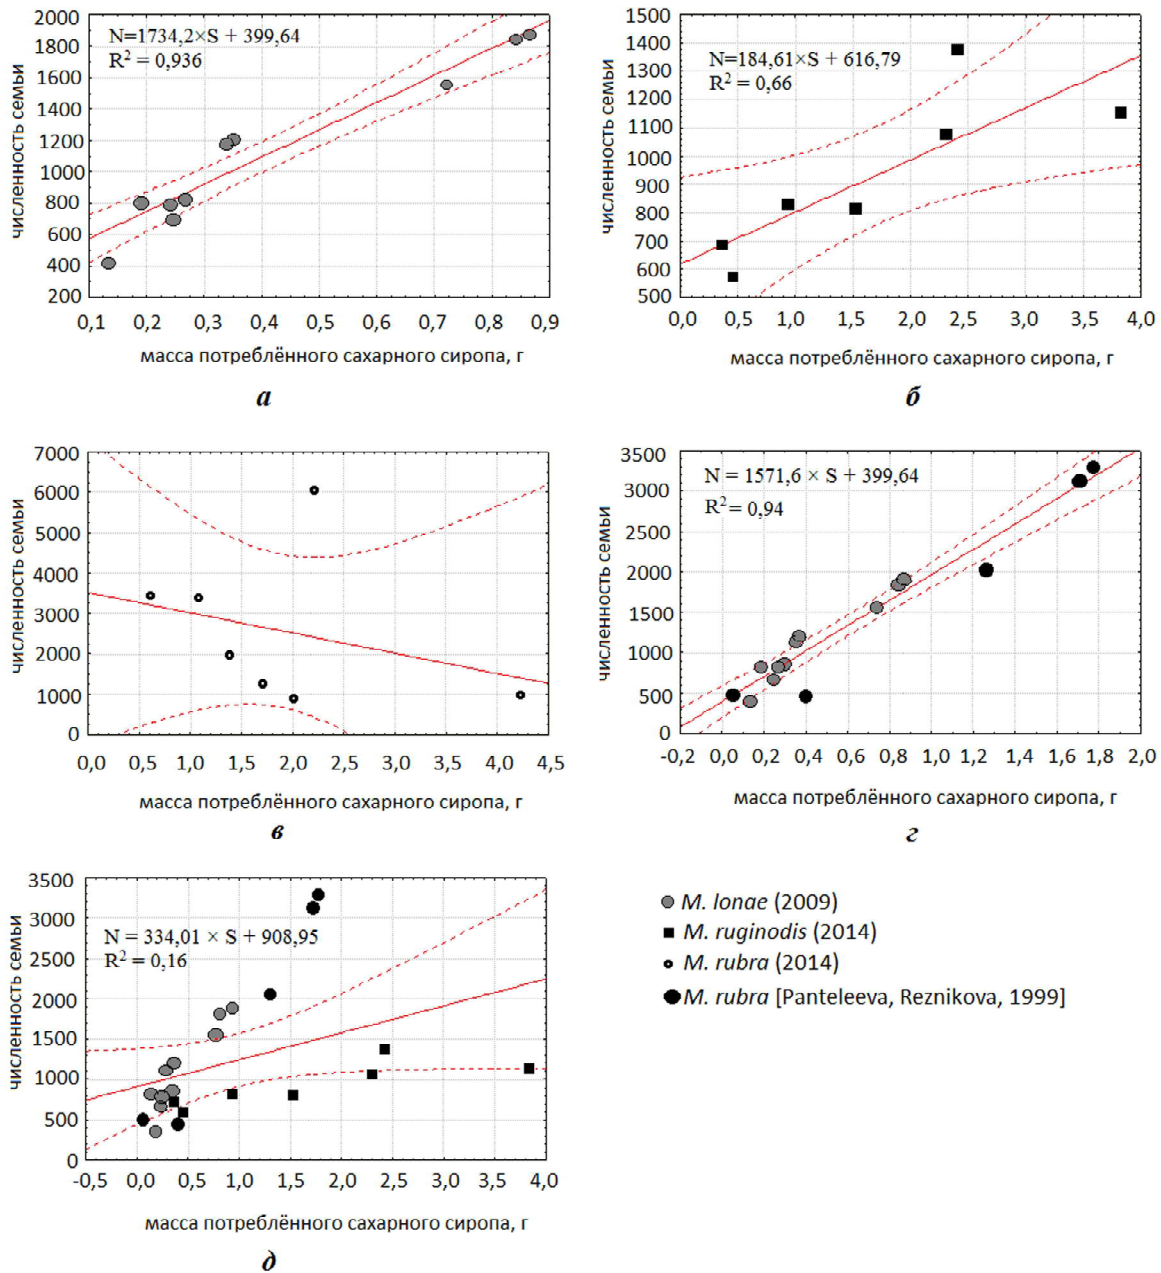 N=1734,2×S + 399,64
R² = 0,936
численность семьи
2000
1800
1600
1400
1200
1000
800
600
400
200
0,1 0,2 0,3 0,4 0,5 0,6 0,7 0,8 0,9
масса потреблённого сахарного сиропа, г
а
N=184,61×S + 616,79
R² = 0,66
численность семьи
1500
1400
1300
1200
1100
1000
900
800
700
600
500
0,0 0,5 1,0 1,5 2,0 2,5 3,0 3,5 4,0
масса потреблённого сахарного сиропа, г
б
численность семьи
7000
6000
5000
4000
3000
2000
1000
0
0,0 0,5 1,0 1,5 2,0 2,5 3,0 3,5 4,0 4,5
масса потреблённого сахарного сиропа, г
в
N = 1571,6 × S + 399,64
R² = 0,94
численность семьи
3500
3000
2500
2000
1500
1000
500
0
-0,2 0,0 0,2 0,4 0,6 0,8 1,0 1,2 1,4 1,6 1,8 2,0
масса потреблённого сахарного сиропа, г
г
N = 334,01 × S + 908,95
R² = 0,16
численность семьи
3500
3000
2500
2000
1500
1000
500
0
-0,5 0,0 0,5 1,0 1,5 2,0 2,5 3,0 3,5 4,0
масса потреблённого сахарного сиропа, г
д
M. lonae (2009)
M. ruginodis (2014)
M. rubra (2014)
M. rubra [Panteleeva, Reznikova, 1999]